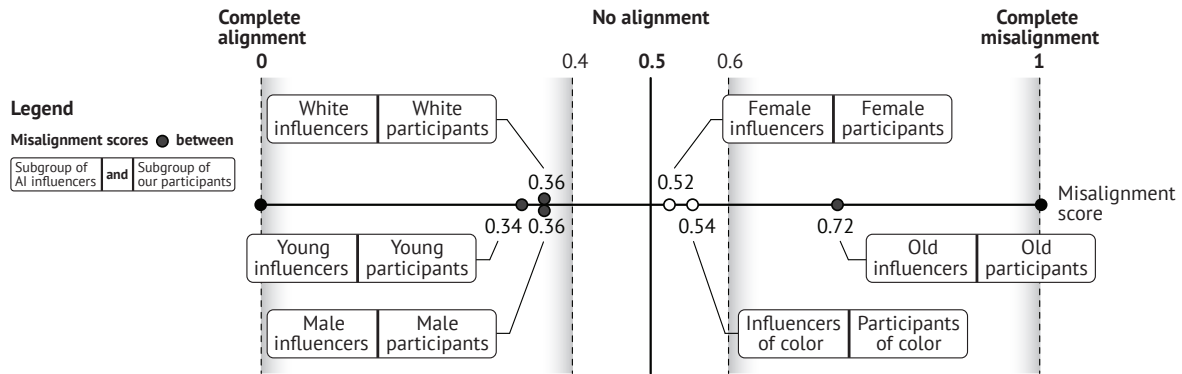 Complete
alignment
No alignment
Complete
misalignment
0
0.4
0.5
0.6
1
Legend
Misalignment scores between
Subgroup of
AI influencers
and
Subgroup of
our participants
White
influencers
White
participants
Female
influencers
Female
participants
0.36
0.52
Misalignment
score
0.34
0.36
0.54
0.72
Young
influencers
Young
participants
Old
influencers
Old
participants
Male
influencers
Male
participants
Influencers
of color
Participants
of color